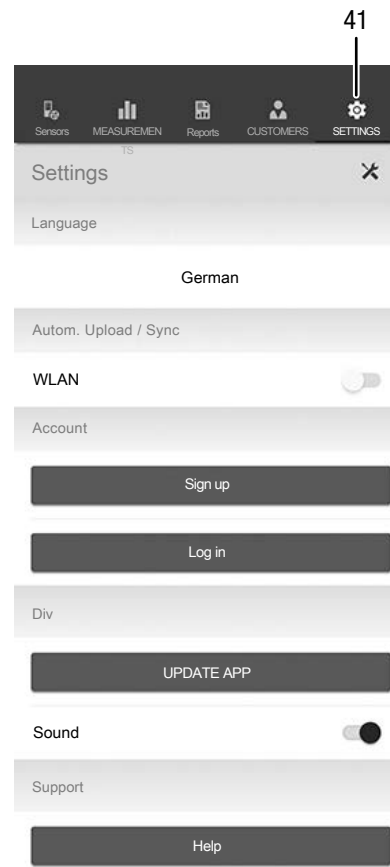 41
Sensors MEASUREMEN Reports CUSTOMERS SETTINGS
TS
Settings
Language
German
Autom. Upload / Sync
WLAN
Account
Sign up
Log in
Div
UPDATE APP
Sound
Support
Help